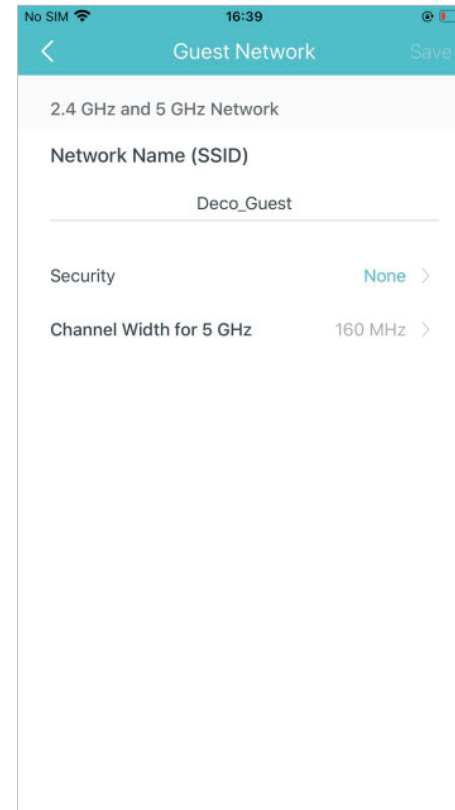 No SIM 16:39
Guest Network Save
2.4 GHz and 5 GHz Network
Network Name (SSID)
Deco_Guest
Security None
Channel Width for 5 GHz 160 MHz